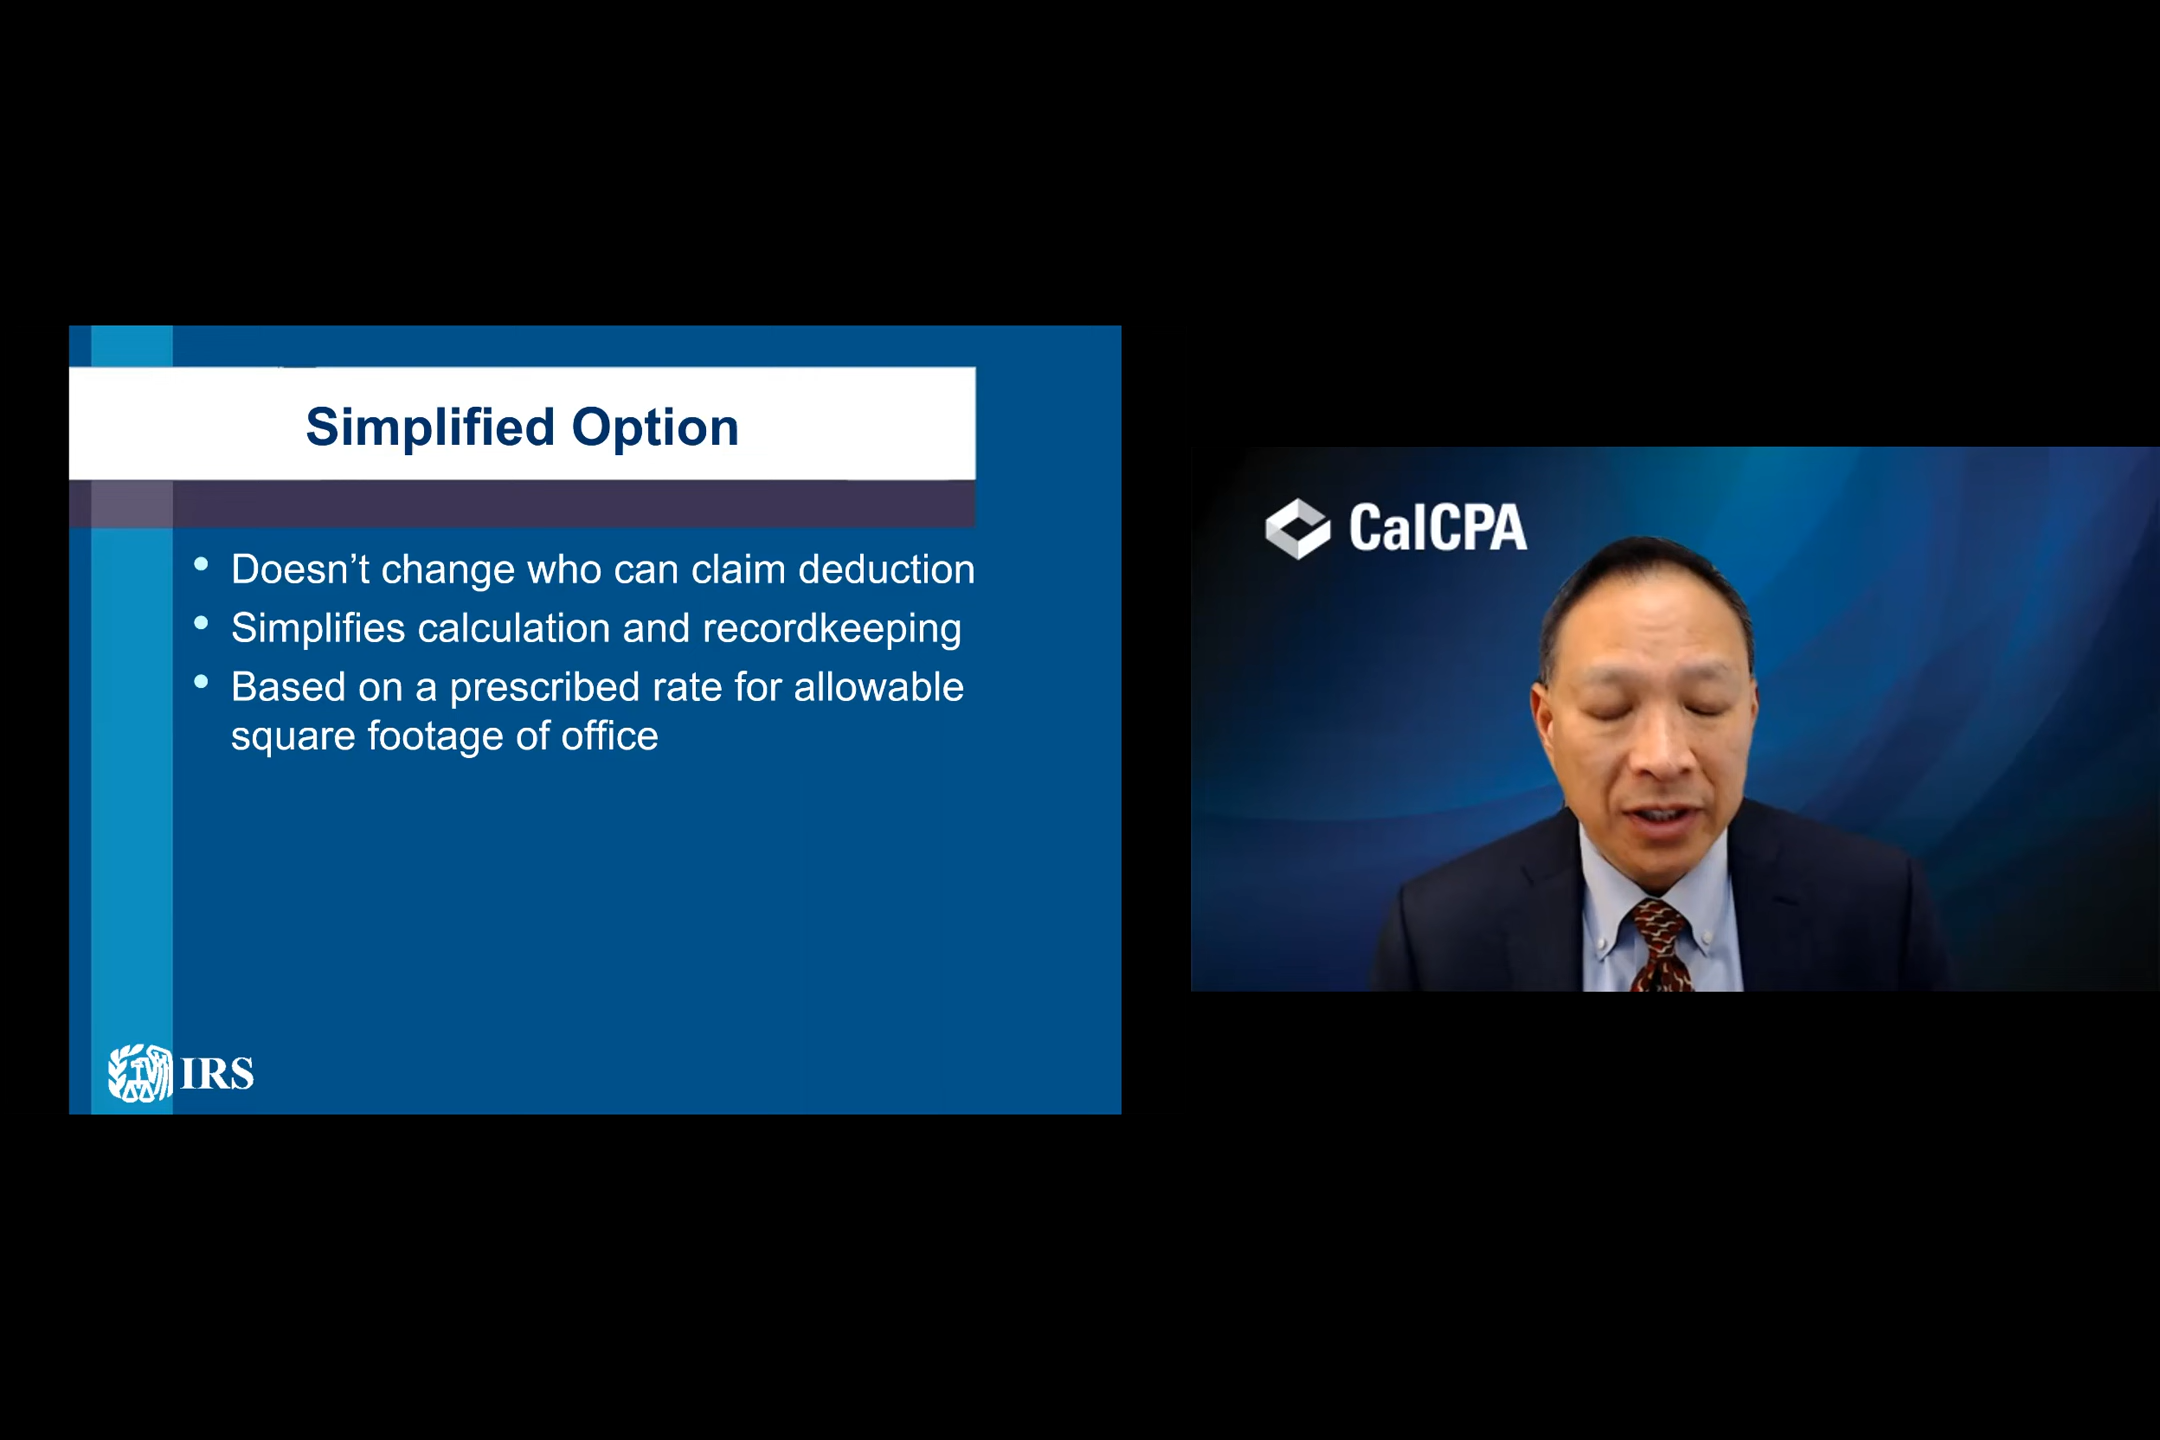 Simplified Option
• Doesn’t change who can claim deduction
• Simplifies calculation and recordkeeping
• Based on a prescribed rate for allowable
square footage of office
IRS
CalCPA